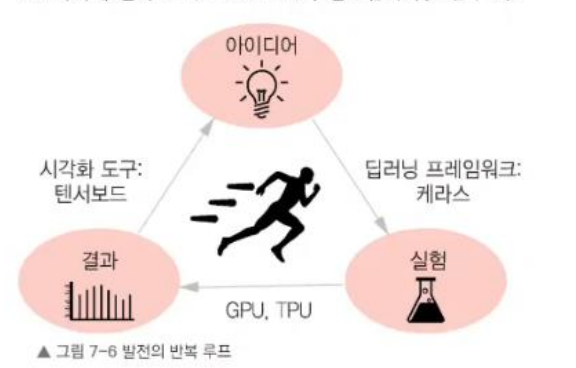 아이디어
시각화 도구:
텐서보드
딥러닝 프레임워크:
케라스
결과
실험
GPU, TPU
▲ 그림 7-6 발전의 반복 루프